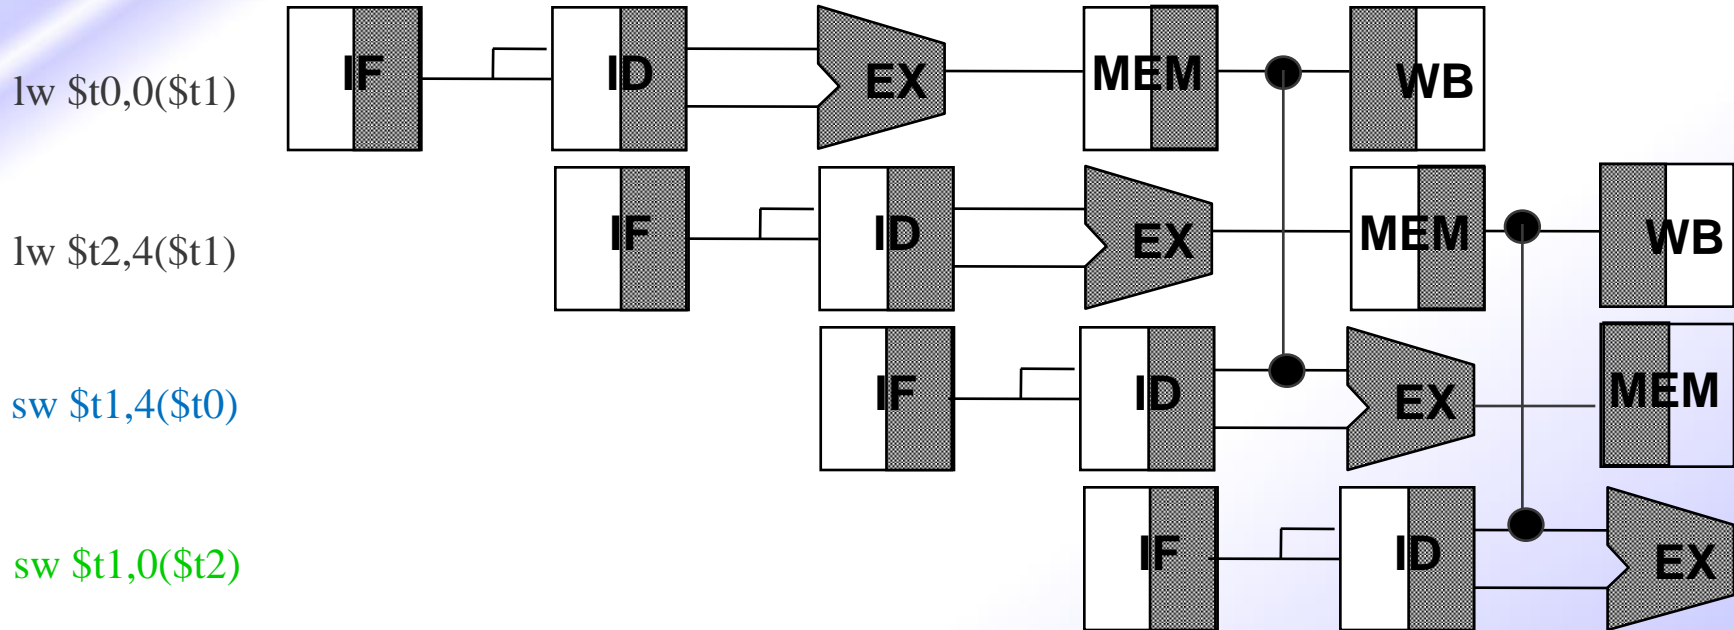 lw $t0,0($t1) IF ID EX MEM WB
lw $t2,4($t1) IF ID EX MEM WB
sw $t1,4($t0) IF ID EX MEM
sw $t1,0($t2) IF ID EX